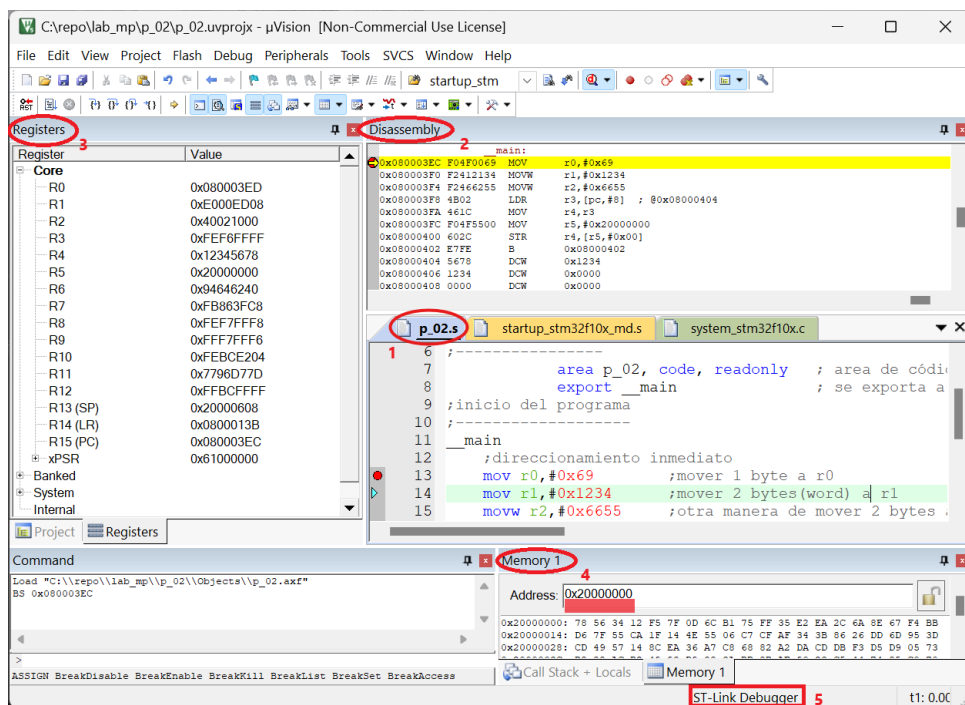 C:\repo\lab_mp\p_02\p_02.uvprojx - µVision [Non-Commercial Use License]
File Edit View Project Flash Debug Peripherals Tools SVCS Window Help
startup_stm
RST
Registers
3
Register Value
Core
R0 0x080003ED
R1 0xE000ED08
R2 0x40021000
R3 0xFEF6FFFF
R4 0x12345678
R5 0x20000000
R6 0x94646240
R7 0xFB863FC8
R8 0xFEF7FFF8
R9 0xFFF7FFF6
R10 0xFEBCE204
R11 0x7796D77D
R12 0xFFBCFFFF
R13 (SP) 0x20000608
R14 (LR) 0x0800013B
R15 (PC) 0x080003EC
xPSR 0x61000000
Banked
System
Internal
Project Registers
Disassembly
2
__main:
0x080003EC F04F0069 MOV r0,#0x69
0x080003F0 F2412134 MOVW r1,#0x1234
0x080003F4 F2466255 MOVW r2,#0x6655
0x080003F8 4B02 LDR r3,[pc,#8] ; @0x08000404
0x080003FA 461C MOV r4,r3
0x080003FC F04F5500 MOV r5,#0x20000000
0x08000400 602C STR r4,[r5,#0x00]
0x08000402 E7FE B 0x08000402
0x08000404 5678 DCW 0x1234
0x08000406 1234 DCW 0x0000
0x08000408 0000 DCW 0x0000
p_02.s startup_stm32f10x_md.s system_stm32f10x.c
1
6 ;----------------
7 area p_02, code, readonly ; area de códi
8 export __main ; se exporta a
9 ;inicio del programa
10 ;-------------------
11 __main
12 ;direccionamiento inmediato
13 mov r0,#0x69 ;mover 1 byte a r0
14 mov r1,#0x1234 ;mover 2 bytes(word) a r1
15 movw r2,#0x6655 ;otra manera de mover 2 bytes
Command
Load "C:\\repo\\lab_mp\\p_02\\Objects\\p_02.axf"
BS 0x080003EC
>
ASSIGN BreakDisable BreakEnable BreakKill BreakList BreakSet BreakAccess
Memory 1
4
Address: 0x20000000
0x20000000: 78 56 34 12 F5 7F 0D 6C B1 75 FF 35 E2 EA 2C 6A 8E 67 F4 BB
0x20000014: D6 7F 55 CA 1F 14 4E 55 06 C7 CF AF 34 3B 86 26 DD 6D 95 3D
0x20000028: CD 49 57 14 8C EA 36 A7 C8 68 82 A2 DA CD DB F3 D5 D9 05 73
Call Stack + Locals Memory 1
ST-Link Debugger
5
t1: 0.00